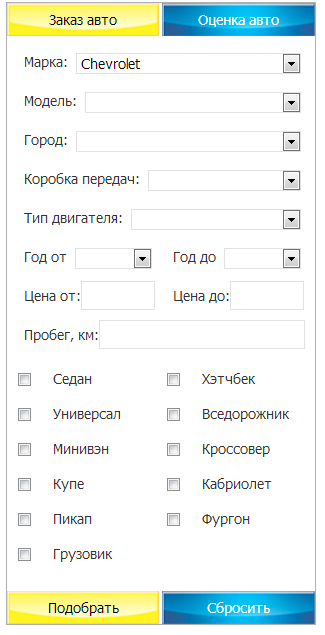 Заказ авто Оценка авто
Марка: Chevrolet
Модель:
Город:
Коробка передач:
Тип двигателя:
Год от Год до
Цена от: Цена до:
Пробег, км:
Седан Хэтчбек
Универсал Вседорожник
Минивэн Кроссовер
Купе Кабриолет
Пикап Фургон
Грузовик
Подобрать Сбросить